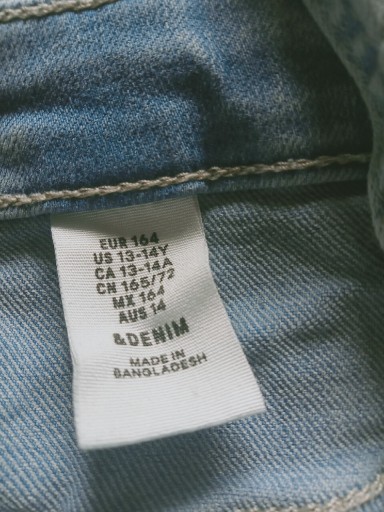 EUR 164
US 13-14Y
CA 13-14A
CN 165/72
MX 164
AUS 14
&DENIM
MADE IN
BANGLADESH